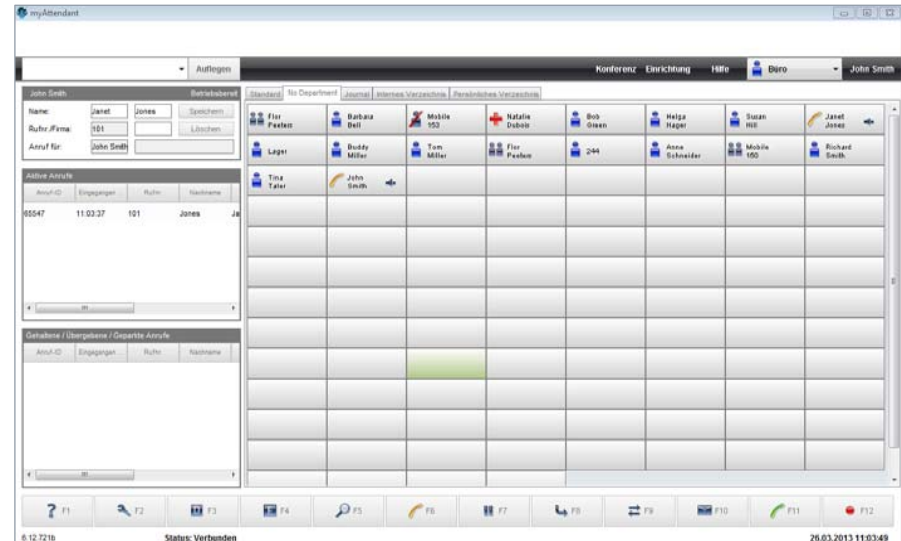 myAttendant
Auflegen
Konferenz Einrichtung Hilfe Büro John Smith
John Smith Betriebsbereit
Name: Janet Jones Speichern
Rufnr./Firma: 101 Löschen
Anruf für: John Smith
Aktive Anrufe
Anruf-ID Eingegangen ... Rufnr. Nachname
65547 11:03:37 101 Jones Ja
Gehaltene / Übergebene / Geparkte Anrufe
Anruf-ID Eingegangen ... Rufnr. Nachname
Standard No Department Journal Internes Verzeichnis Persönliches Verzeichnis
Flor Peeters Barbara Bell Mobile 153 Natalie Dubois Bob Green Helga Hager Susan Hill Janet Jones
Lager Buddy Miller Tom Miller Flor Peeters 244 Anne Schneider Mobile 160 Richard Smith
Tina Taler John Smith
? F1 F2 F3 F4 F5 F6 F7 F8 F9 F10 F11 F12
6.12.721b Status: Verbunden 26.03.2013 11:03:49